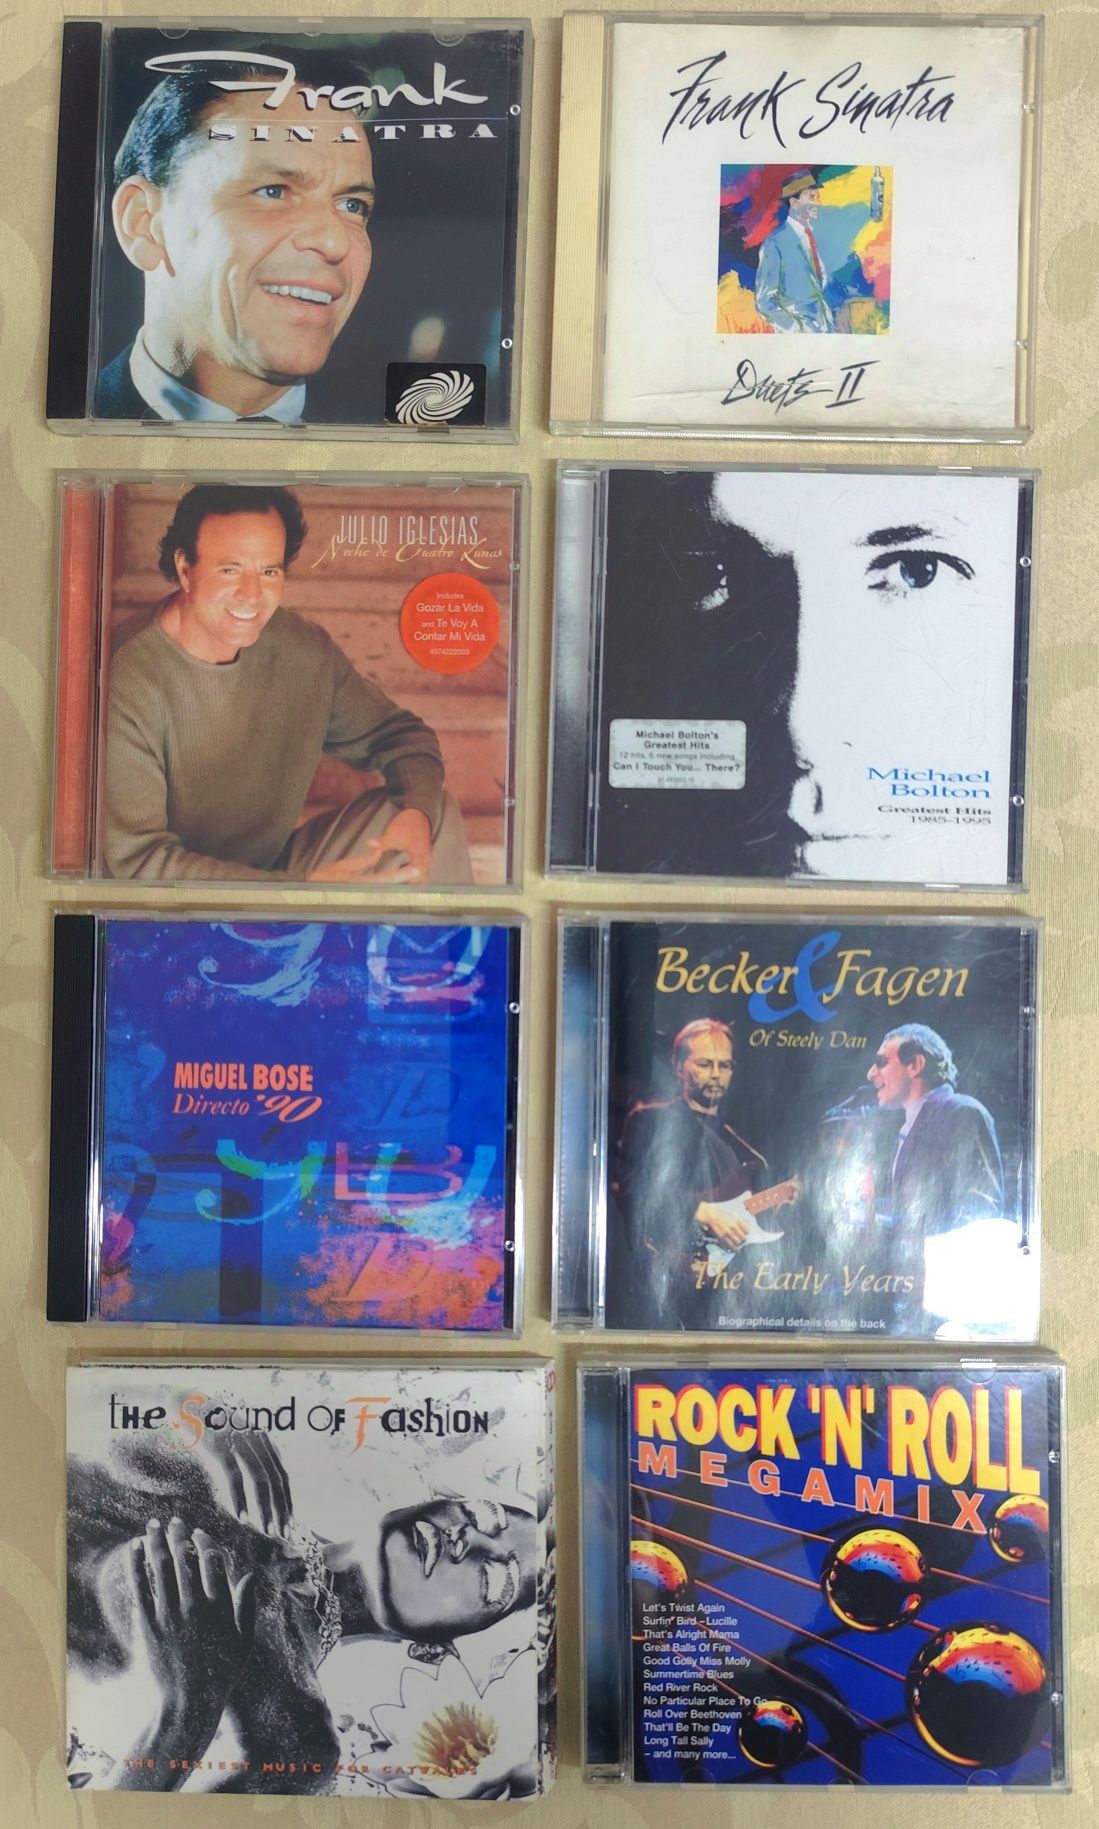 Frank
SINATRA
Frank Sinatra
Duets II
JULIO IGLESIAS
Noche de Cuatro Lunas
Includes
Gozar La Vida
and Te Voy A
Contar Mi Vida
4974222003
Michael Bolton's
Greatest Hits
12 hits, 5 new songs including
Can I Touch You... There?
Michael
Bolton
Greatest Hits
1985-1995
MIGUEL BOSE
Directo '90
Becker & Fagen
Of Steely Dan
The Early Years
Biographical details on the back
the Sound OF Fashion
THE SEXIEST MUSIC FOR CATWALKS
ROCK 'N' ROLL
MEGAMIX
Let's Twist Again
Surfin' Bird – Lucille
That's Alright Mama
Great Balls Of Fire
Good Golly Miss Molly
Summertime Blues
Red River Rock
No Particular Place To Go
Roll Over Beethoven
That'll Be The Day
Long Tall Sally
– and many more...